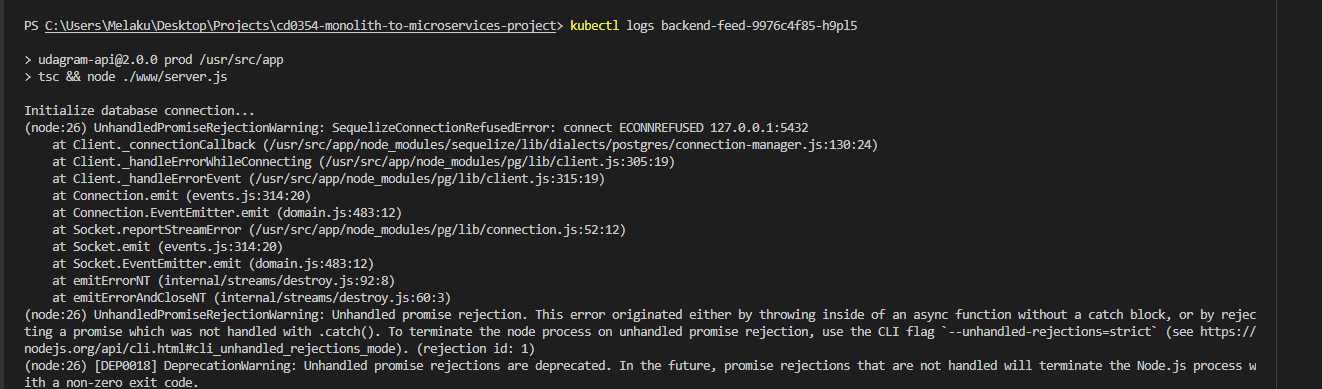 PS C:\Users\Melaku\Desktop\Projects\cd0354-monolith-to-microservices-project> kubectl logs backend-feed-9976c4f85-h9pl5
> udagram-api@2.0.0 prod /usr/src/app
> tsc && node ./www/server.js
Initialize database connection...
(node:26) UnhandledPromiseRejectionWarning: SequelizeConnectionRefusedError: connect ECONNREFUSED 127.0.0.1:5432
    at Client._connectionCallback (/usr/src/app/node_modules/sequelize/lib/dialects/postgres/connection-manager.js:130:24)
    at Client._handleErrorWhileConnecting (/usr/src/app/node_modules/pg/lib/client.js:305:19)
    at Client._handleErrorEvent (/usr/src/app/node_modules/pg/lib/client.js:315:19)
    at Connection.emit (events.js:314:20)
    at Connection.EventEmitter.emit (domain.js:483:12)
    at Socket.reportStreamError (/usr/src/app/node_modules/pg/lib/connection.js:52:12)
    at Socket.emit (events.js:314:20)
    at Socket.EventEmitter.emit (domain.js:483:12)
    at emitErrorNT (internal/streams/destroy.js:92:8)
    at emitErrorAndCloseNT (internal/streams/destroy.js:60:3)
(node:26) UnhandledPromiseRejectionWarning: Unhandled promise rejection. This error originated either by throwing inside of an async function without a catch block, or by rejec
ting a promise which was not handled with .catch(). To terminate the node process on unhandled promise rejection, use the CLI flag `--unhandled-rejections=strict` (see https://
nodejs.org/api/cli.html#cli_unhandled_rejections_mode). (rejection id: 1)
(node:26) [DEP0018] DeprecationWarning: Unhandled promise rejections are deprecated. In the future, promise rejections that are not handled will terminate the Node.js process w
ith a non-zero exit code.